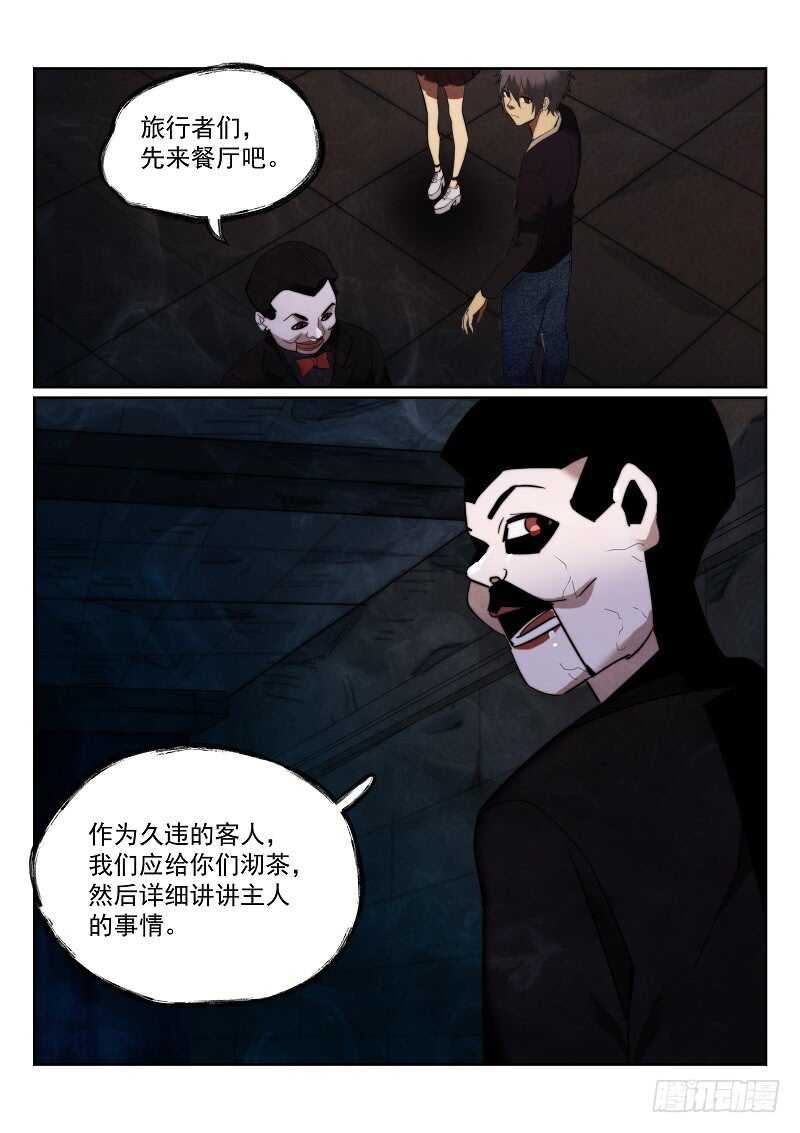 旅行者们，
先来餐厅吧。
作为久违的客人，
我们应给你们沏茶，
然后详细讲讲主人
的事情。
腾讯动漫